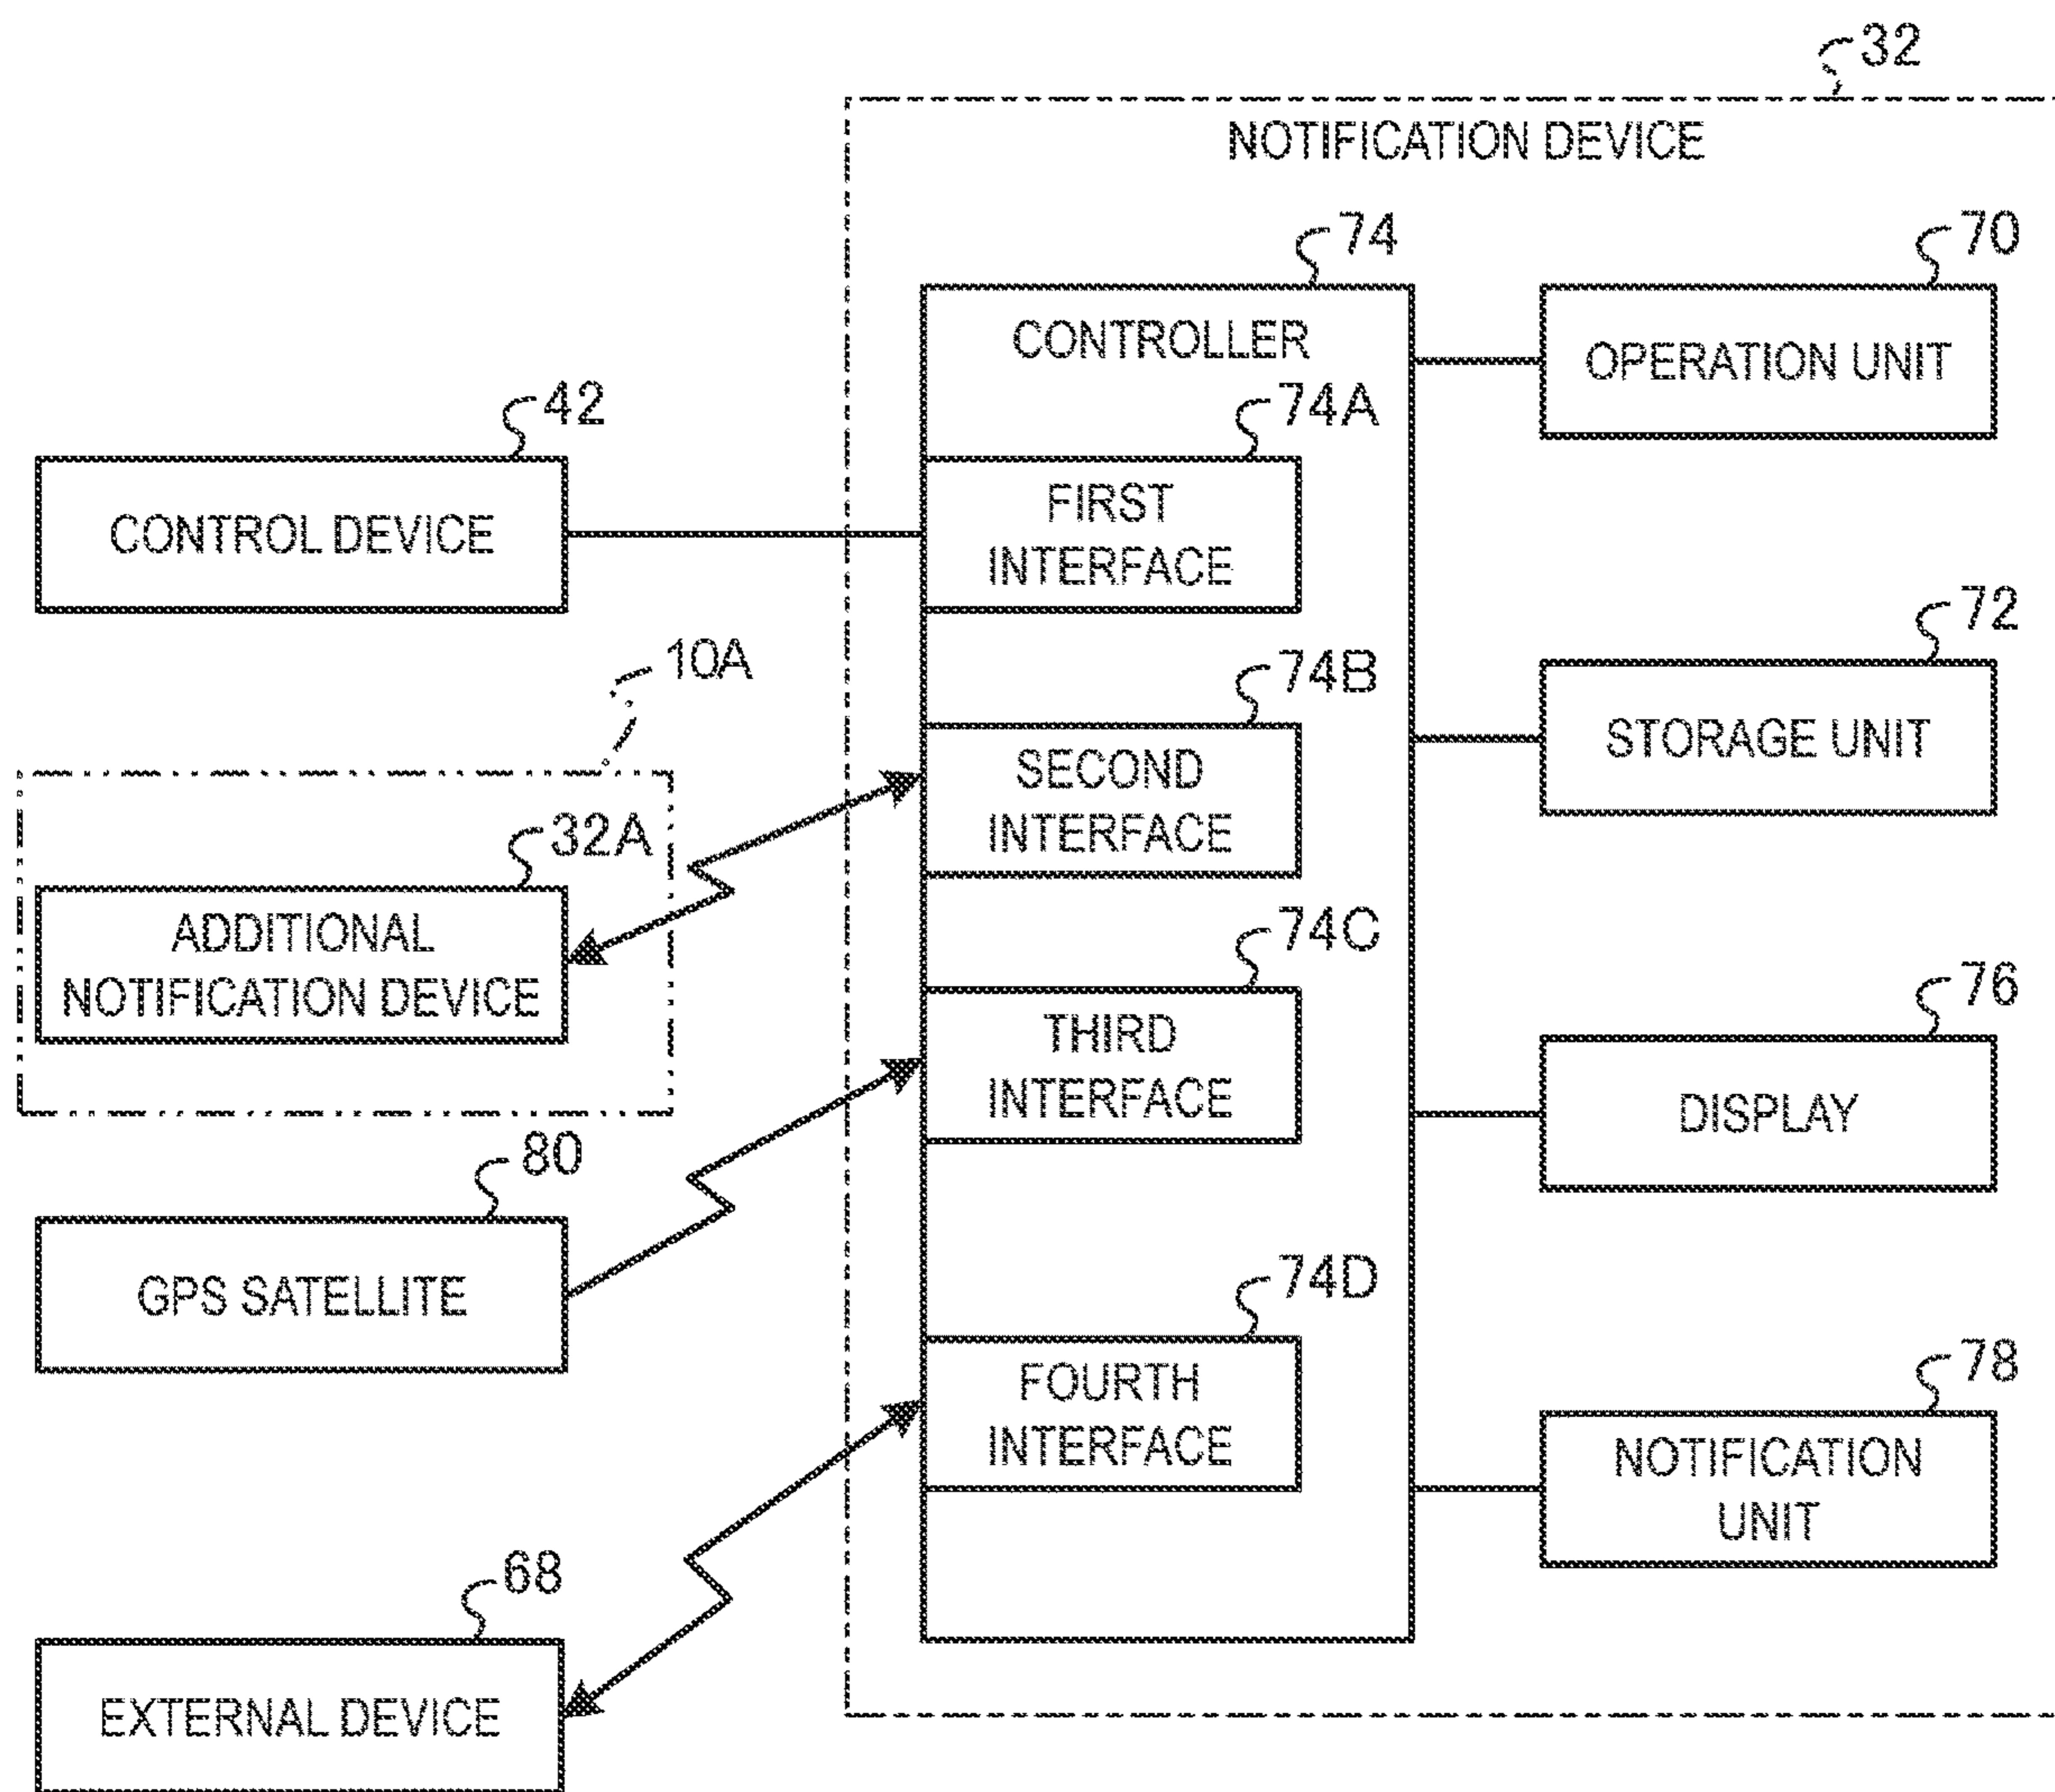 32
NOTIFICATION DEVICE
74
70
CONTROLLER
OPERATION UNIT
42
74A
CONTROL DEVICE
FIRST
INTERFACE
72
10A
74B
STORAGE UNIT
SECOND
INTERFACE
32A
ADDITIONAL
NOTIFICATION DEVICE
74C
76
THIRD
INTERFACE
DISPLAY
80
GPS SATELLITE
74D
78
FOURTH
INTERFACE
NOTIFICATION
UNIT
68
EXTERNAL DEVICE